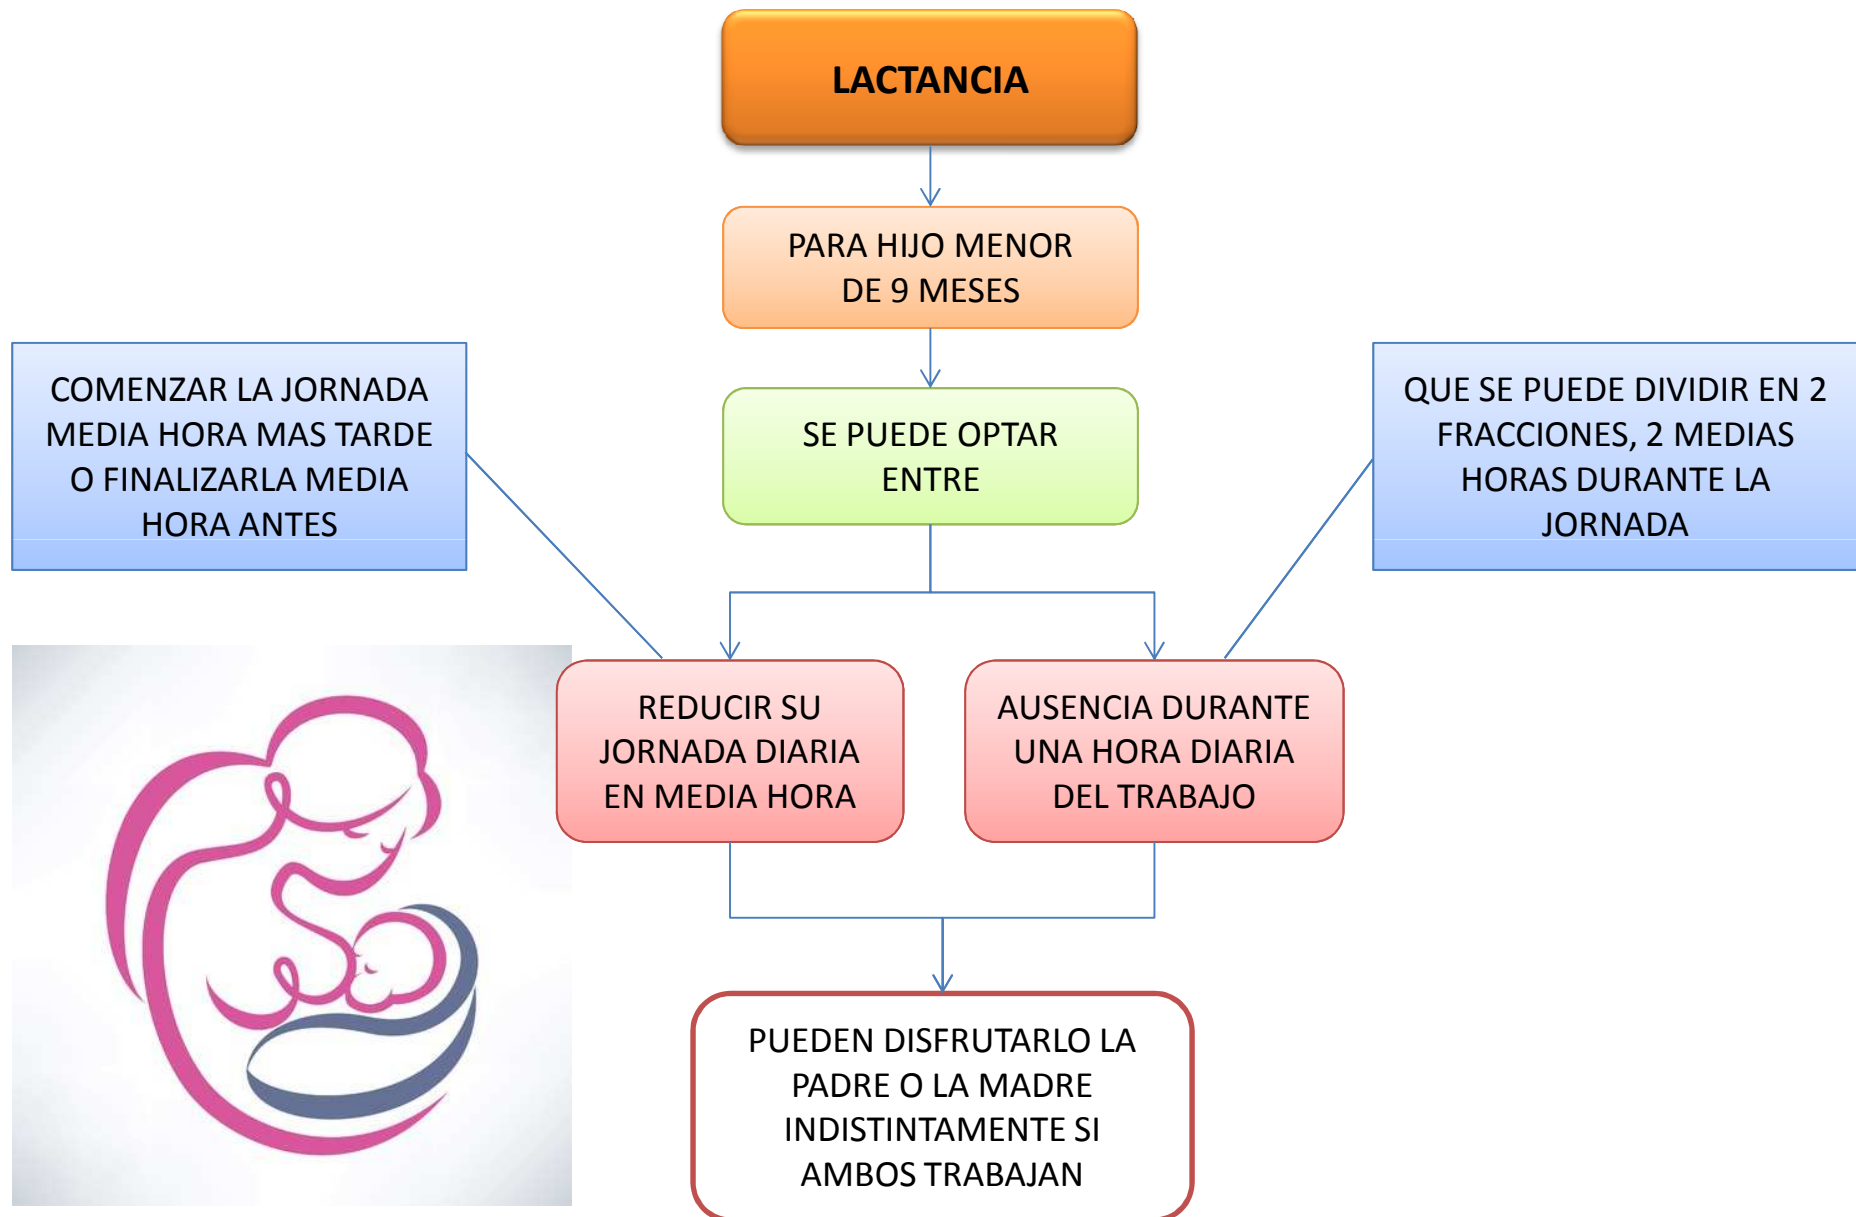 LACTANCIA
PARA HIJO MENOR
DE 9 MESES
COMENZAR LA JORNADA
MEDIA HORA MAS TARDE
O FINALIZARLA MEDIA
HORA ANTES
SE PUEDE OPTAR
ENTRE
QUE SE PUEDE DIVIDIR EN 2
FRACCIONES, 2 MEDIAS
HORAS DURANTE LA
JORNADA
REDUCIR SU
JORNADA DIARIA
EN MEDIA HORA
AUSENCIA DURANTE
UNA HORA DIARIA
DEL TRABAJO
PUEDEN DISFRUTARLO LA
PADRE O LA MADRE
INDISTINTAMENTE SI
AMBOS TRABAJAN